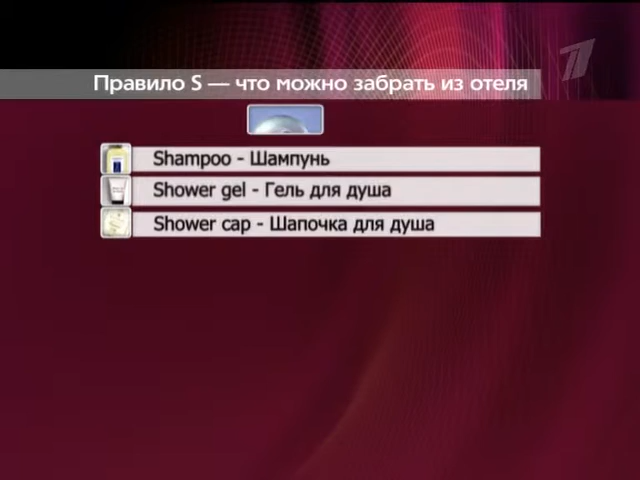 Правило S — что можно забрать из отеля
Shampoo - Шампунь
Shower gel - Гель для душа
Shower cap - Шапочка для душа